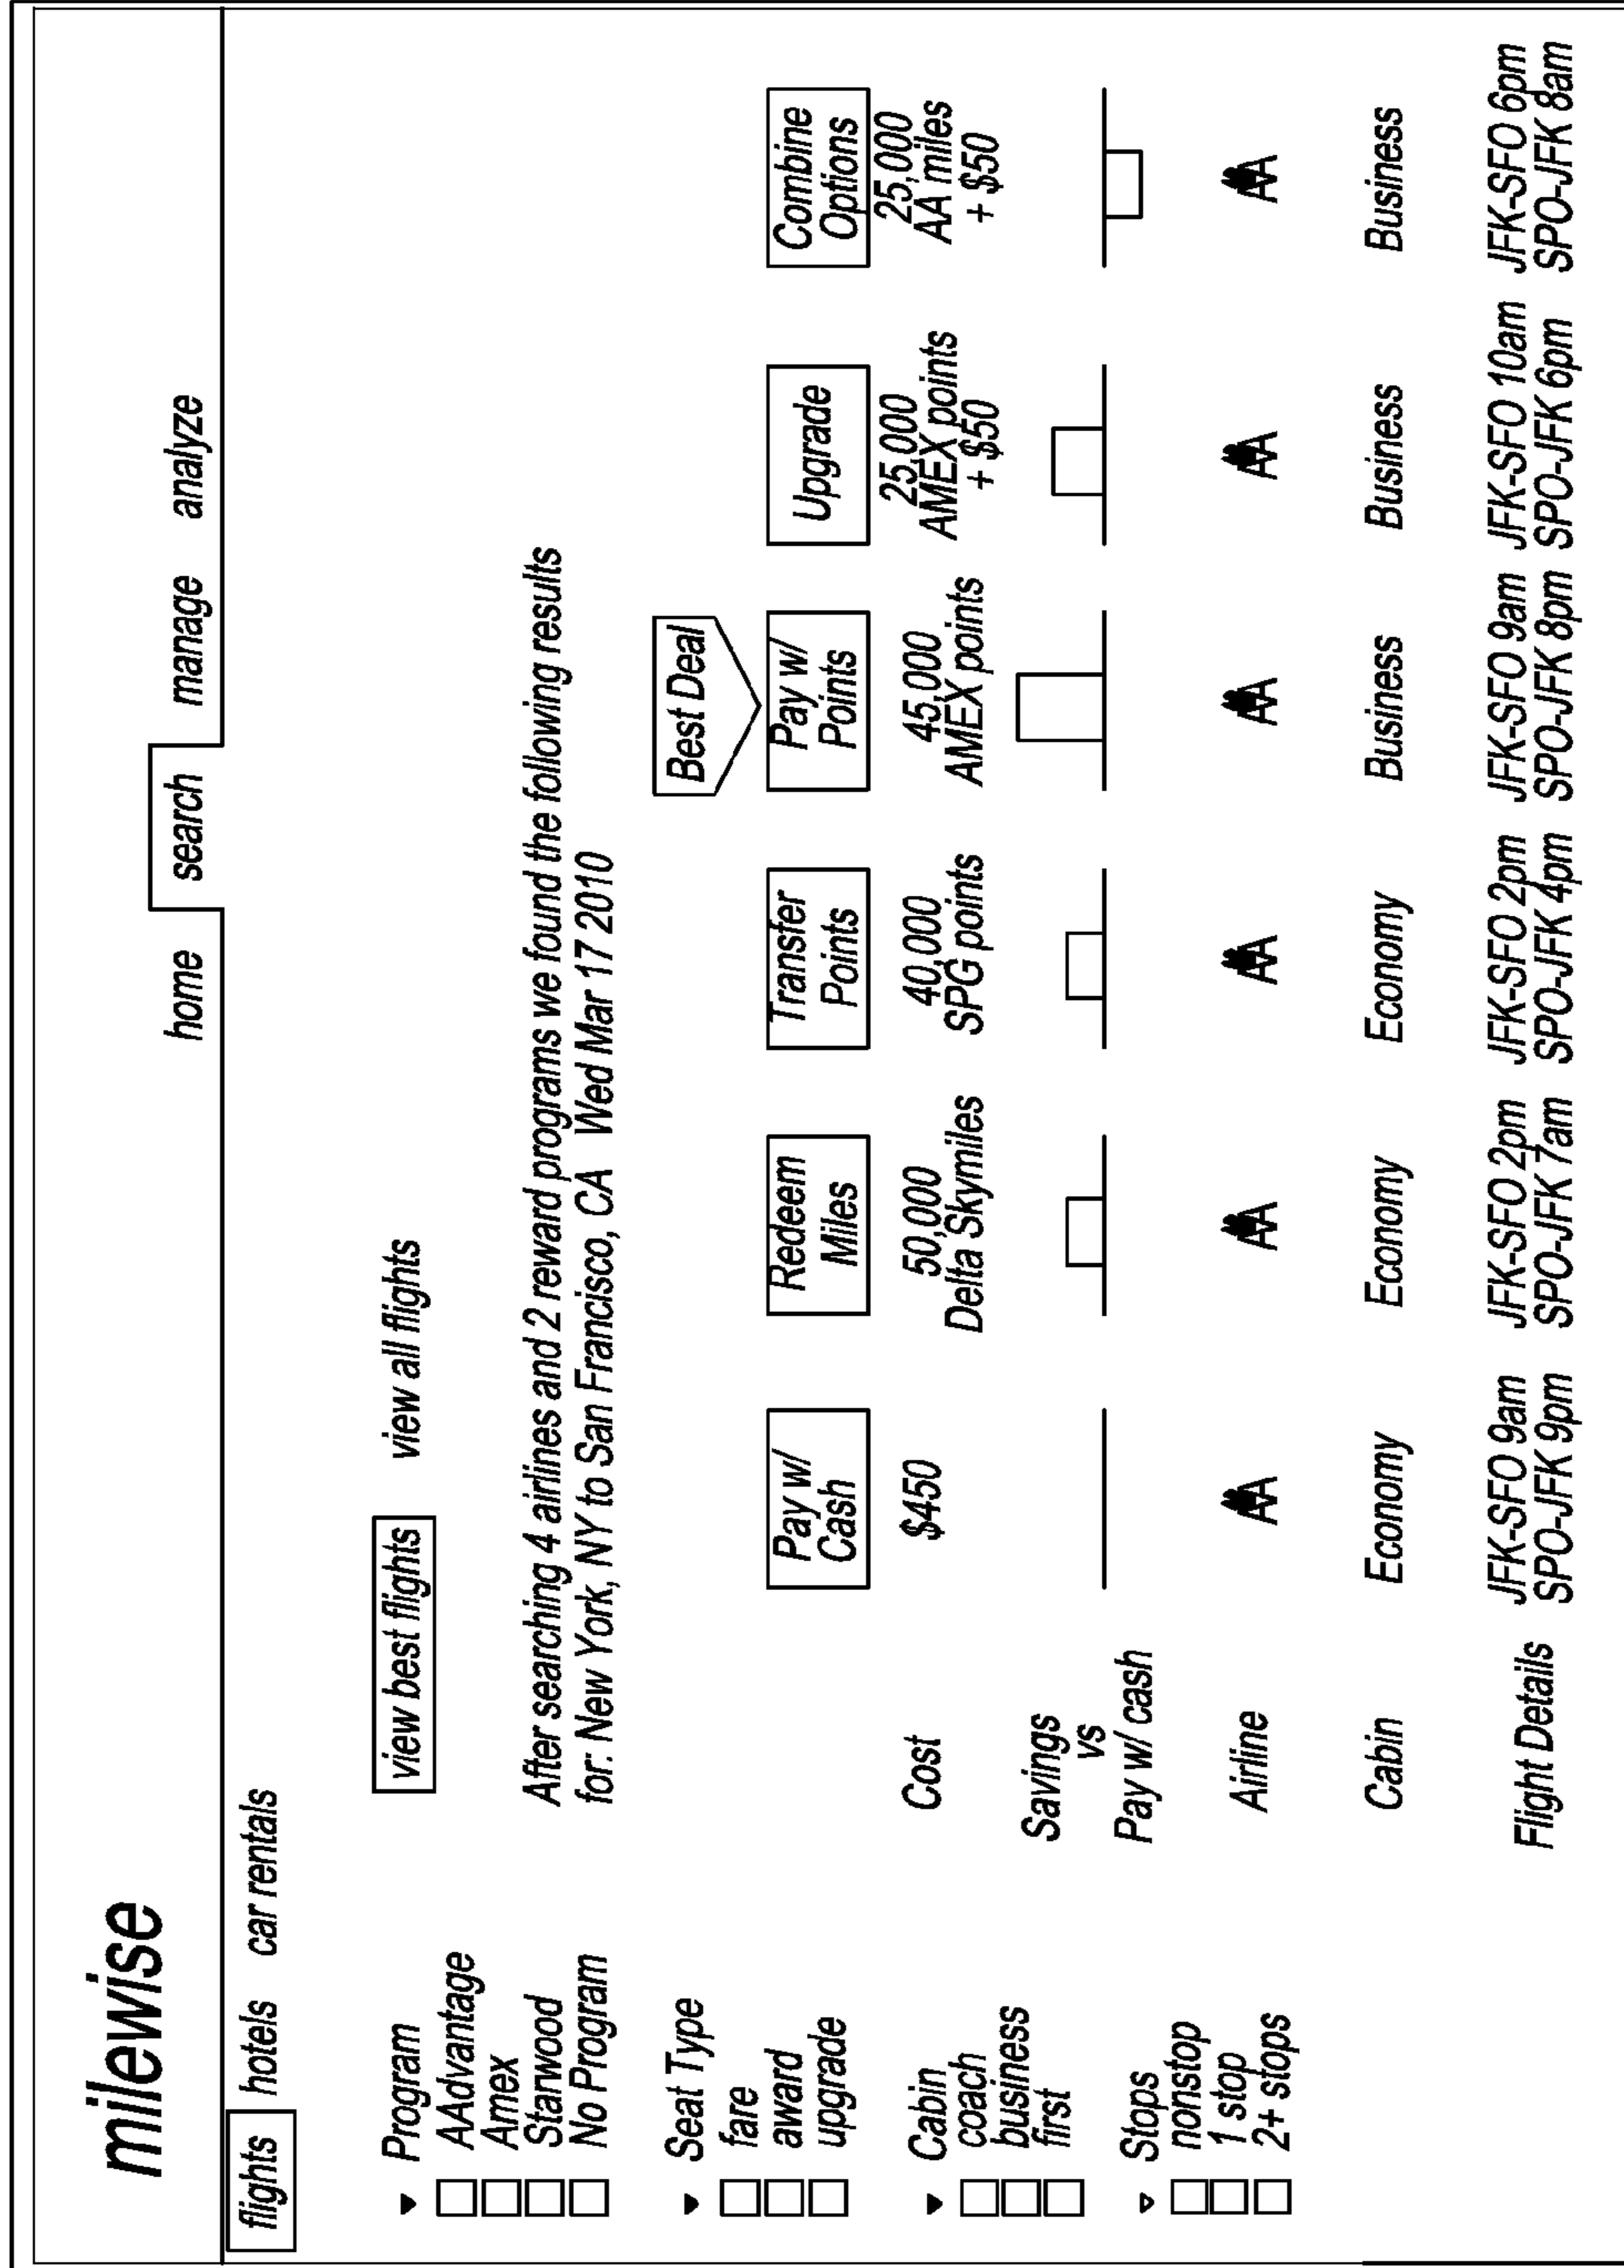 milewise
home search manage analyze
flights hotels car rentals
view best flights view all flights
After searching 4 airlines and 2 reward programs we found the following results
for: New York, NY to San Francisco, CA Wed Mar 17 2010
Program
AAdvantage
Amex
Starwood
No Program
Seat Type
fare
award
upgrade
Cabin
coach
business
first
Stops
nonstop
1 stop
2+ stops
Best Deal
Pay w/
Cash
Redeem
Miles
Transfer
Points
Pay w/
Points
Upgrade
Combine
Options
Cost
$450
50,000
Delta Skymiles
40,000
SPG points
45,000
AMEX points
25,000
AMEX points
+ $50
25,000
AA miles
+ $50
Savings
vs
Pay w/ cash
Airline
AA AA AA AA AA AA
Cabin
Economy Economy Economy Business Business Business
Flight Details
JFK-SFO 9am
SPO-JFK 9pm
JFK-SFO 2pm
SPO-JFK 7am
JFK-SFO 2pm
SPO-JFK 4pm
JFK-SFO 9am
SPO-JFK 8pm
JFK-SFO 10am
SPO-JFK 6pm
JFK-SFO 6pm
SPO-JFK 8am